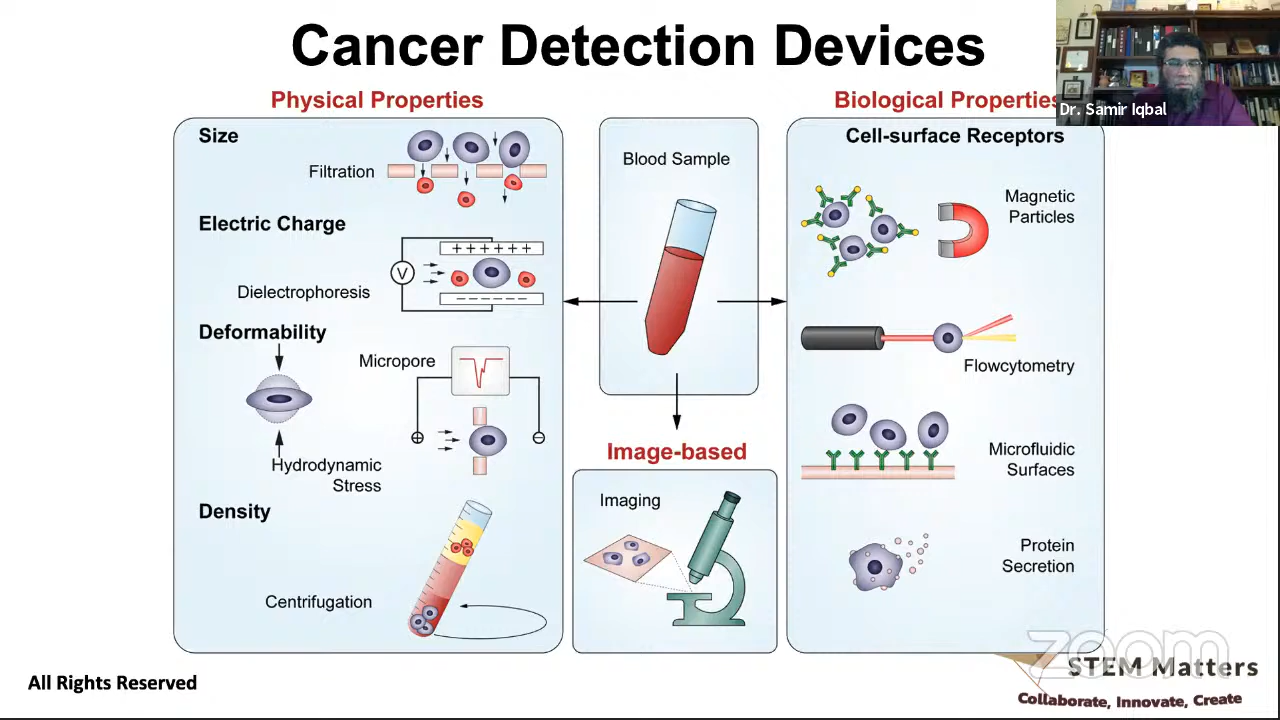 Cancer Detection Devices
Dr. Samir Iqbal
Physical Properties
Size
Filtration
Electric Charge
++++++
V
Dielectrophoresis
−−−−−−
Deformability
Micropore
+
−
Hydrodynamic
Stress
Density
Centrifugation
Blood Sample
Image-based
Imaging
Biological Properties
Cell-surface Receptors
Magnetic
Particles
Flowcytometry
Microfluidic
Surfaces
Protein
Secretion
All Rights Reserved
zoom
STEM Matters
Collaborate, Innovate, Create